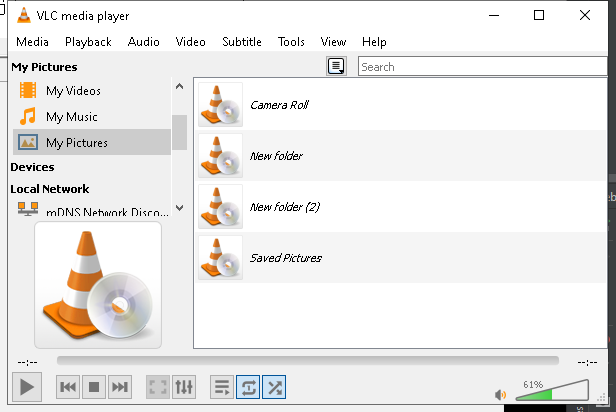 VLC media player
Media Playback Audio Video Subtitle Tools View Help
My Pictures
Search
My Videos
My Music
My Pictures
Devices
Local Network
mDNS Network Disco...
Camera Roll
New folder
New folder (2)
Saved Pictures
--:--
--:--
61%